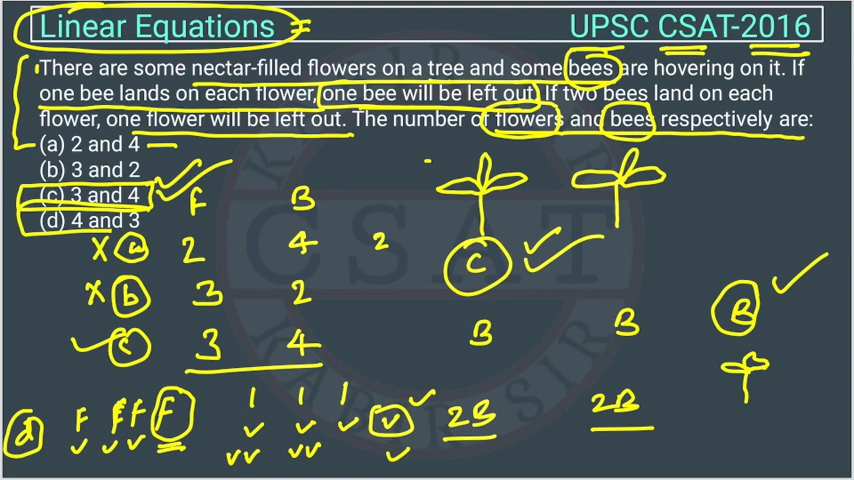 Linear Equations = UPSC CSAT-2016
There are some nectar-filled flowers on a tree and some bees are hovering on it. If
one bee lands on each flower, one bee will be left out. If two bees land on each
flower, one flower will be left out. The number of flowers and bees respectively are:
(a) 2 and 4
(b) 3 and 2
(c) 3 and 4
(d) 4 and 3
F B
a 2 4 2
C
b 3 2
B
c 3 4
B B
d F F F F 1 1 1
2B 2B
CSAT
KABAR SIR